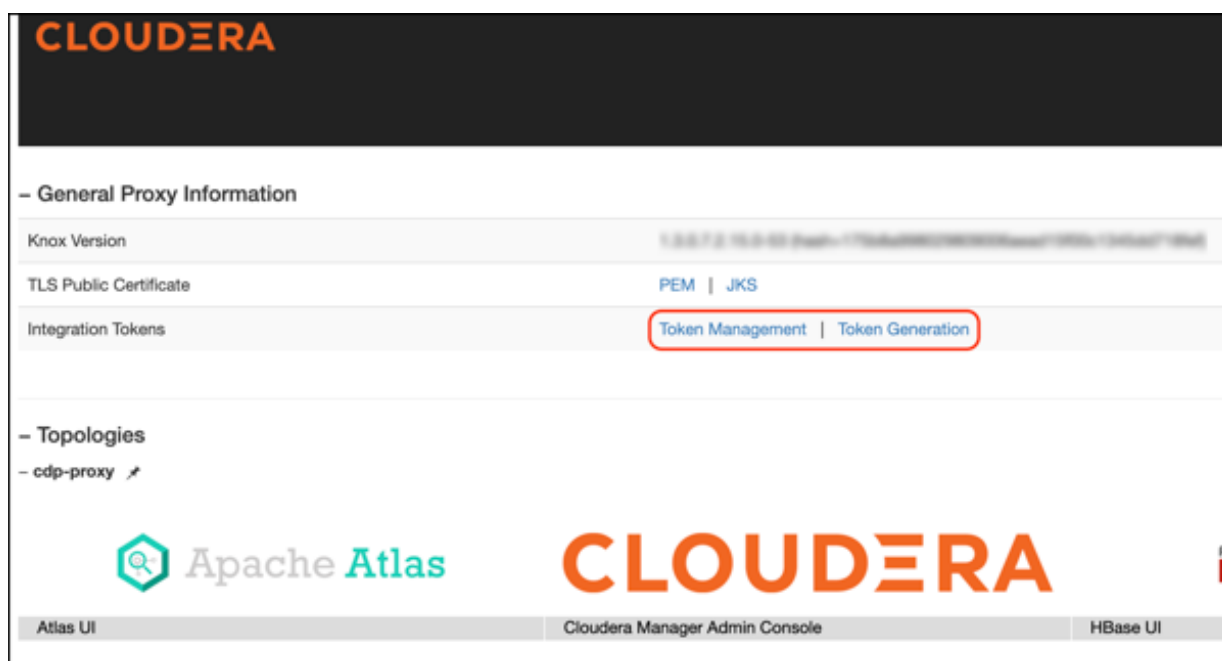 CLOUDERA
– General Proxy Information
Knox Version
TLS Public Certificate PEM | JKS
Integration Tokens Token Management | Token Generation
– Topologies
– cdp-proxy
Apache Atlas CLOUDERA
Atlas UI Cloudera Manager Admin Console HBase UI